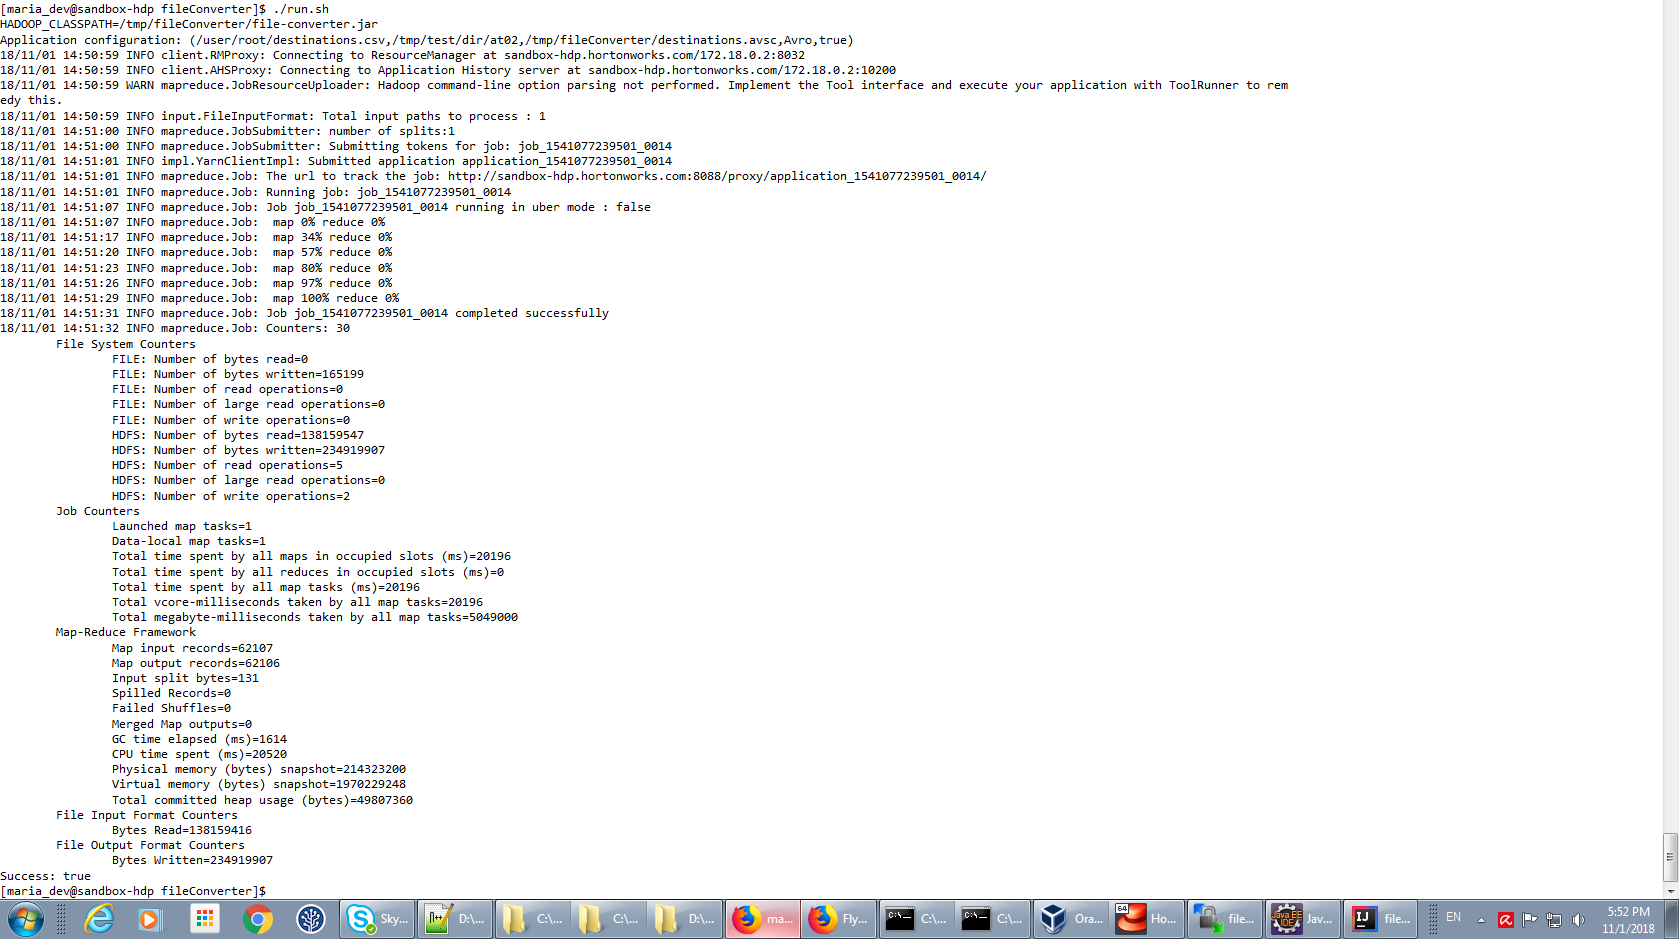 [maria_dev@sandbox-hdp fileConverter]$ ./run.sh
HADOOP_CLASSPATH=/tmp/fileConverter/file-converter.jar
Application configuration: (/user/root/destinations.csv,/tmp/test/dir/at02,/tmp/fileConverter/destinations.avsc,Avro,true)
18/11/01 14:50:59 INFO client.RMProxy: Connecting to ResourceManager at sandbox-hdp.hortonworks.com/172.18.0.2:8032
18/11/01 14:50:59 INFO client.AHSProxy: Connecting to Application History server at sandbox-hdp.hortonworks.com/172.18.0.2:10200
18/11/01 14:50:59 WARN mapreduce.JobResourceUploader: Hadoop command-line option parsing not performed. Implement the Tool interface and execute your application with ToolRunner to rem
edy this.
18/11/01 14:50:59 INFO input.FileInputFormat: Total input paths to process : 1
18/11/01 14:51:00 INFO mapreduce.JobSubmitter: number of splits:1
18/11/01 14:51:00 INFO mapreduce.JobSubmitter: Submitting tokens for job: job_1541077239501_0014
18/11/01 14:51:01 INFO impl.YarnClientImpl: Submitted application application_1541077239501_0014
18/11/01 14:51:01 INFO mapreduce.Job: The url to track the job: http://sandbox-hdp.hortonworks.com:8088/proxy/application_1541077239501_0014/
18/11/01 14:51:01 INFO mapreduce.Job: Running job: job_1541077239501_0014
18/11/01 14:51:07 INFO mapreduce.Job: Job job_1541077239501_0014 running in uber mode : false
18/11/01 14:51:07 INFO mapreduce.Job:  map 0% reduce 0%
18/11/01 14:51:17 INFO mapreduce.Job:  map 34% reduce 0%
18/11/01 14:51:20 INFO mapreduce.Job:  map 57% reduce 0%
18/11/01 14:51:23 INFO mapreduce.Job:  map 80% reduce 0%
18/11/01 14:51:26 INFO mapreduce.Job:  map 97% reduce 0%
18/11/01 14:51:29 INFO mapreduce.Job:  map 100% reduce 0%
18/11/01 14:51:31 INFO mapreduce.Job: Job job_1541077239501_0014 completed successfully
18/11/01 14:51:32 INFO mapreduce.Job: Counters: 30
File System Counters
FILE: Number of bytes read=0
FILE: Number of bytes written=165199
FILE: Number of read operations=0
FILE: Number of large read operations=0
FILE: Number of write operations=0
HDFS: Number of bytes read=138159547
HDFS: Number of bytes written=234919907
HDFS: Number of read operations=5
HDFS: Number of large read operations=0
HDFS: Number of write operations=2
Job Counters
Launched map tasks=1
Data-local map tasks=1
Total time spent by all maps in occupied slots (ms)=20196
Total time spent by all reduces in occupied slots (ms)=0
Total time spent by all map tasks (ms)=20196
Total vcore-milliseconds taken by all map tasks=20196
Total megabyte-milliseconds taken by all map tasks=5049000
Map-Reduce Framework
Map input records=62107
Map output records=62106
Input split bytes=131
Spilled Records=0
Failed Shuffles=0
Merged Map outputs=0
GC time elapsed (ms)=1614
CPU time spent (ms)=20520
Physical memory (bytes) snapshot=214323200
Virtual memory (bytes) snapshot=1970229248
Total committed heap usage (bytes)=49807360
File Input Format Counters
Bytes Read=138159416
File Output Format Counters
Bytes Written=234919907
Success: true
[maria_dev@sandbox-hdp fileConverter]$
Sky... D:\... C:\... C:\... D:\... ma... Fly... C:\... C:\... Ora... 64 Ho... file... Java EE IDE Jav... IJ file... EN 5:52 PM
11/1/2018